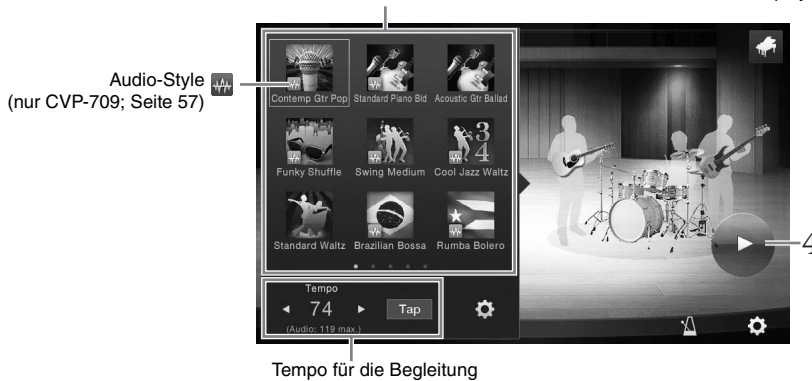 Audio-Style
(nur CVP-709; Seite 57)
Contemp Gtr Pop
Standard Piano Bld
Acoustic Gtr Ballad
3
4
Funky Shuffle
Swing Medium
Cool Jazz Waltz
Standard Waltz
Brazilian Bossa
Rumba Bolero
Tempo
74
Tap
(Audio: 119 max.)
4
Tempo für die Begleitung